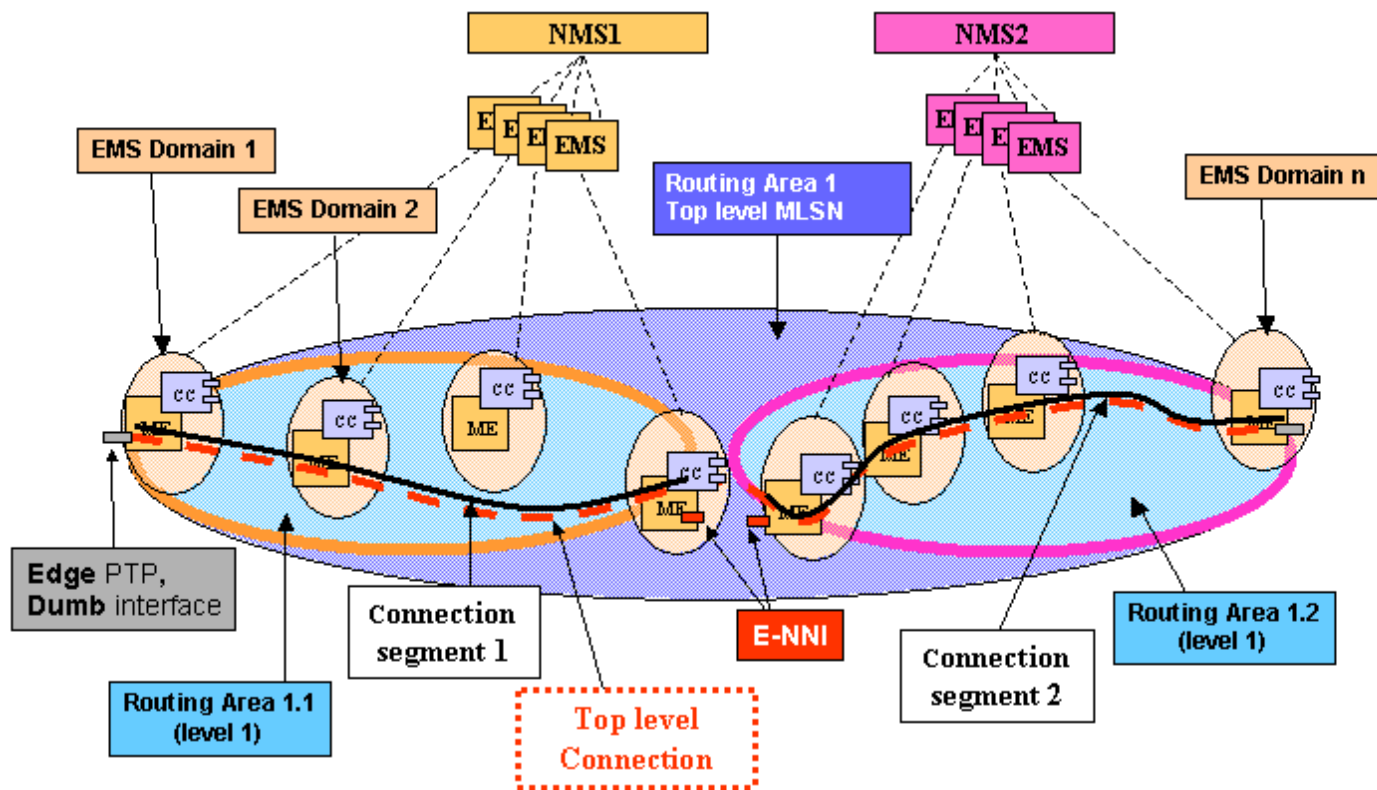 NMS1
NMS2
E
E
E
EMS
E
E
E
EMS
EMS Domain 1
EMS Domain 2
Routing Area 1
Top level MLSN
EMS Domain n
CC
ME
CC
ME
CC
ME
CC
ME
CC
ME
CC
ME
CC
ME
CC
ME
Edge PTP,
Dumb interface
Connection
segment 1
E-NNI
Connection
segment 2
Routing Area 1.2
(level 1)
Routing Area 1.1
(level 1)
Top level
Connection